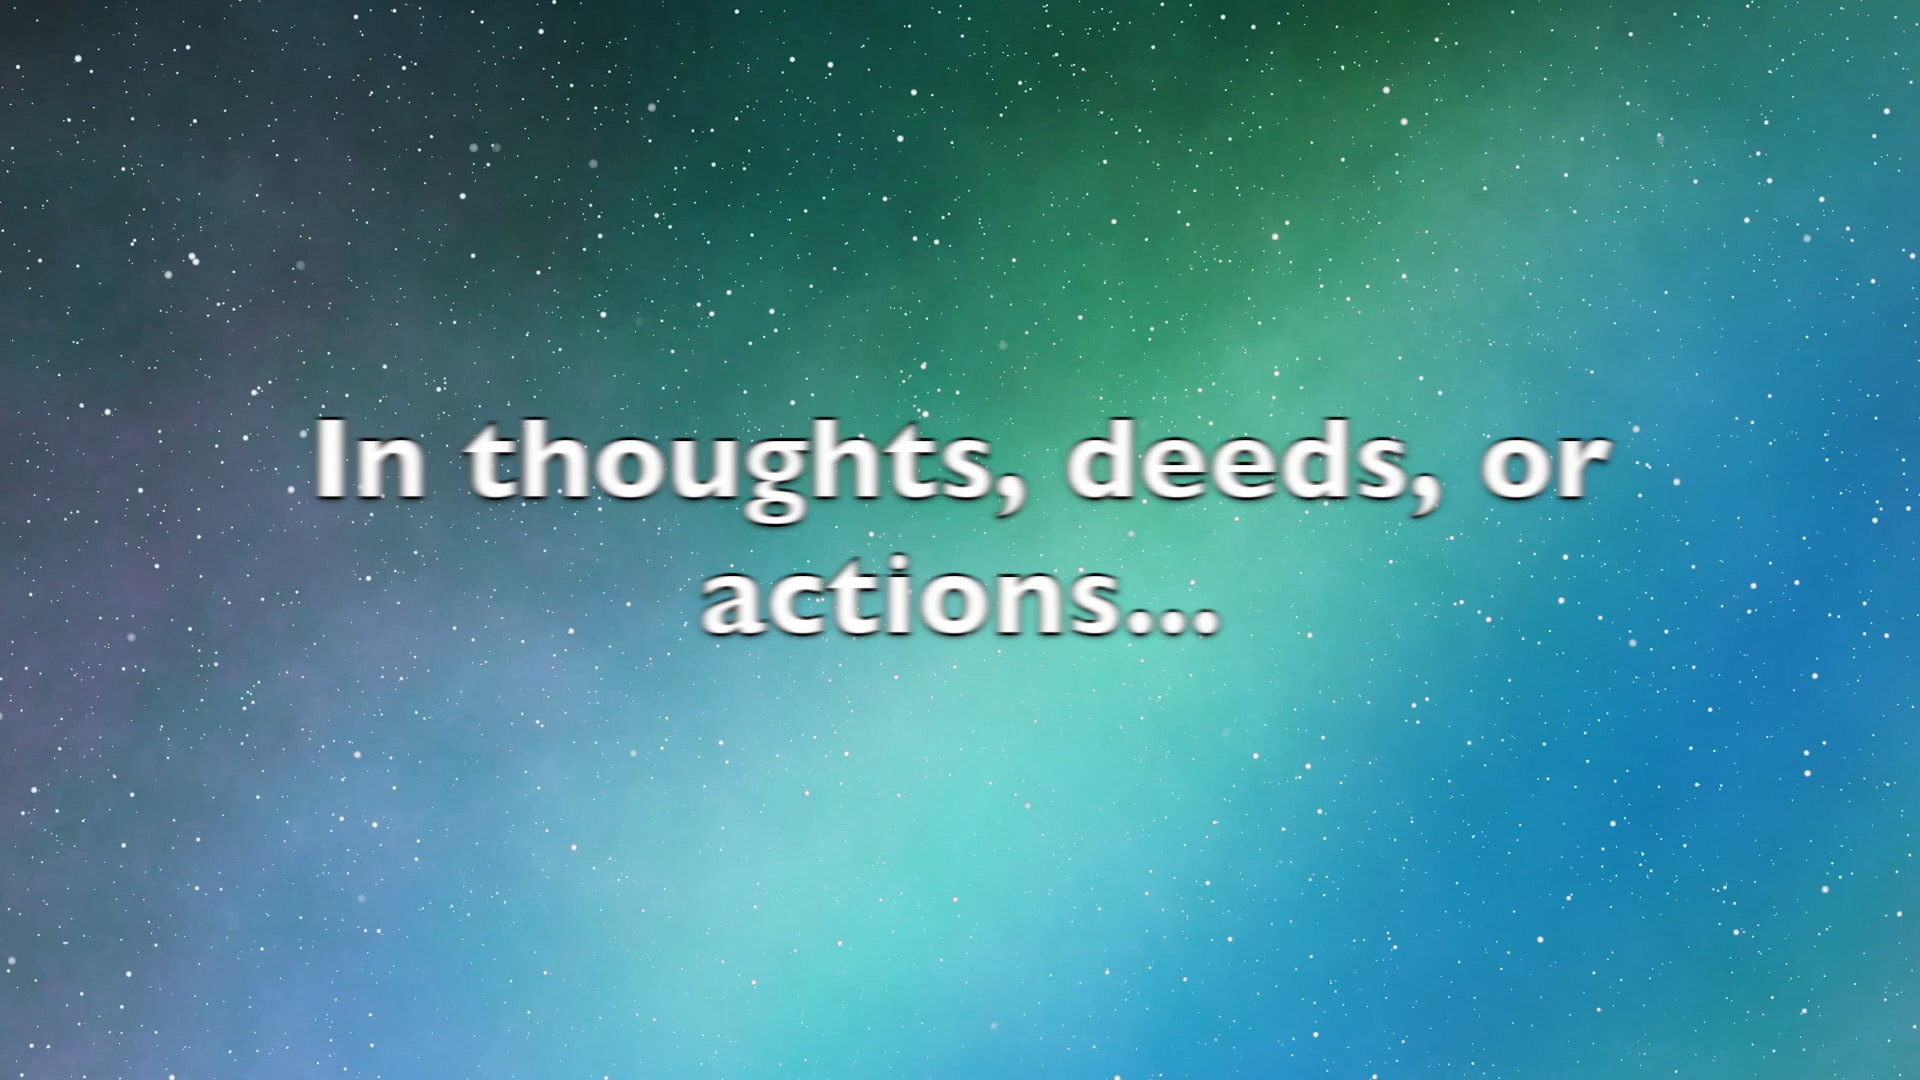 In thoughts, deeds, or
actions...